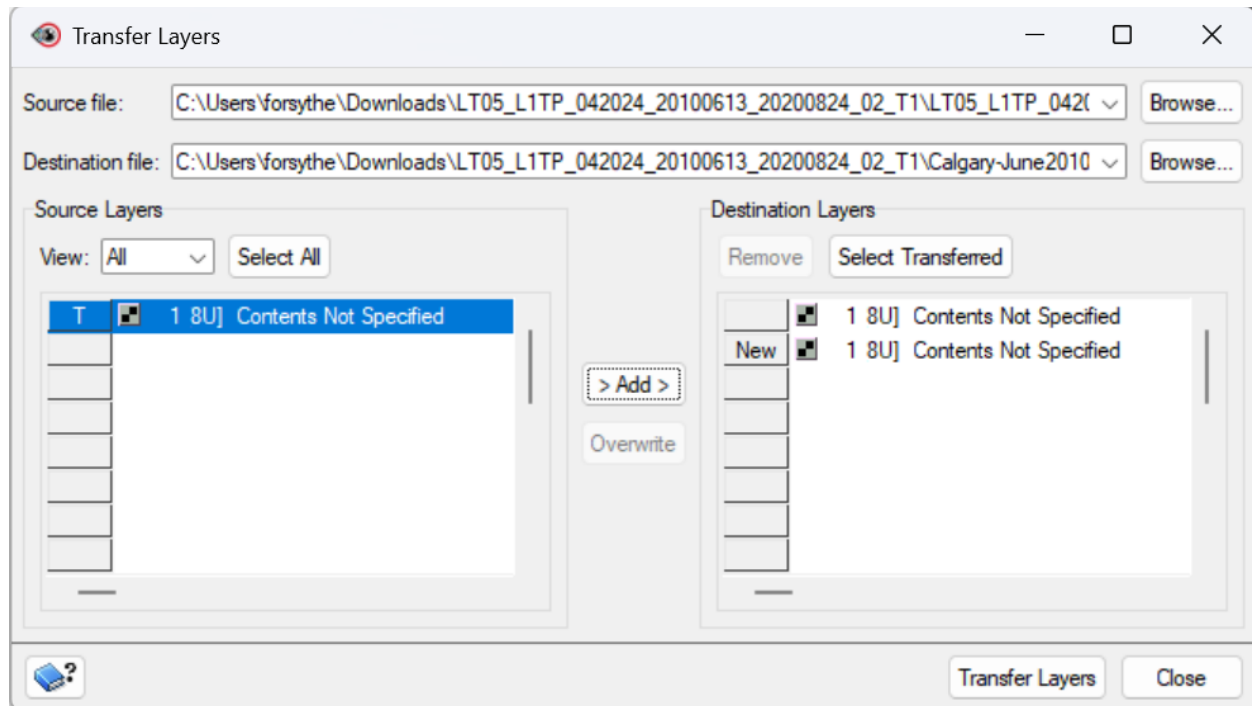 Transfer Layers
Source file: C:\Users\forsythe\Downloads\LT05_L1TP_042024_20100613_20200824_02_T1\LT05_L1TP_042( Browse...
Destination file: C:\Users\forsythe\Downloads\LT05_L1TP_042024_20100613_20200824_02_T1\Calgary-June2010 Browse...
Source Layers
View: All Select All
T 1 8U] Contents Not Specified
> Add >
Overwrite
Destination Layers
Remove Select Transferred
1 8U] Contents Not Specified
New 1 8U] Contents Not Specified
? Transfer Layers Close